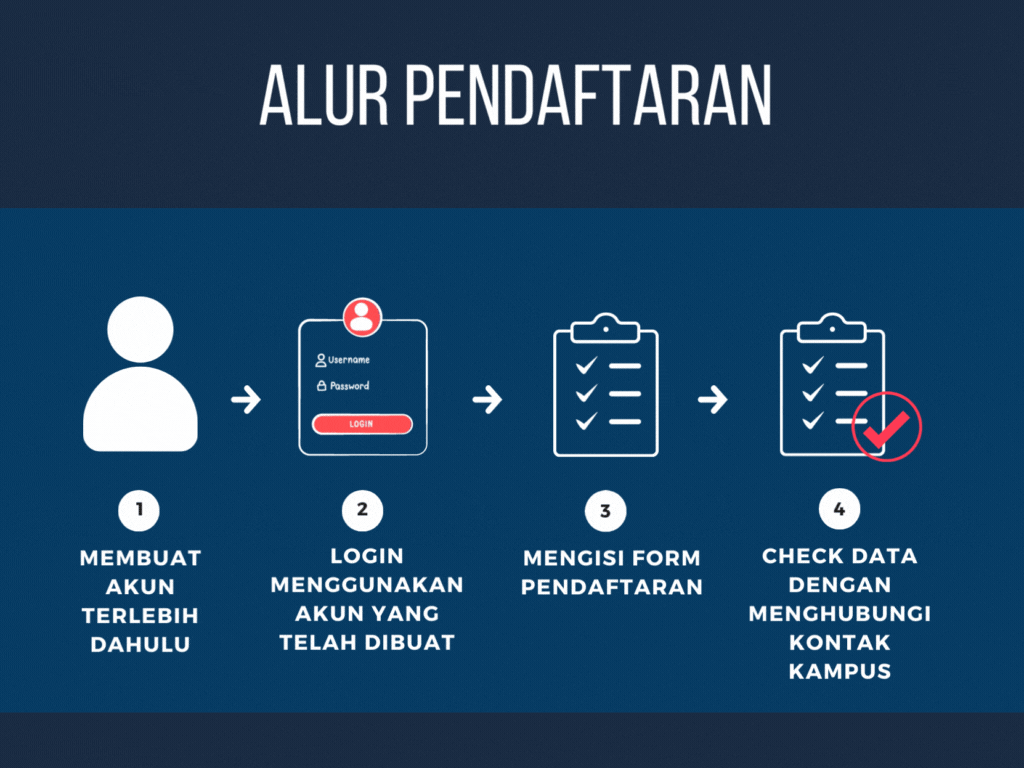 ALUR PENDAFTARAN
Username
Password
LOGIN
1
MEMBUAT
AKUN
TERLEBIH
DAHULU
2
LOGIN
MENGGUNAKAN
AKUN YANG
TELAH DIBUAT
3
MENGISI FORM
PENDAFTARAN
4
CHECK DATA
DENGAN
MENGHUBUNGI
KONTAK
KAMPUS